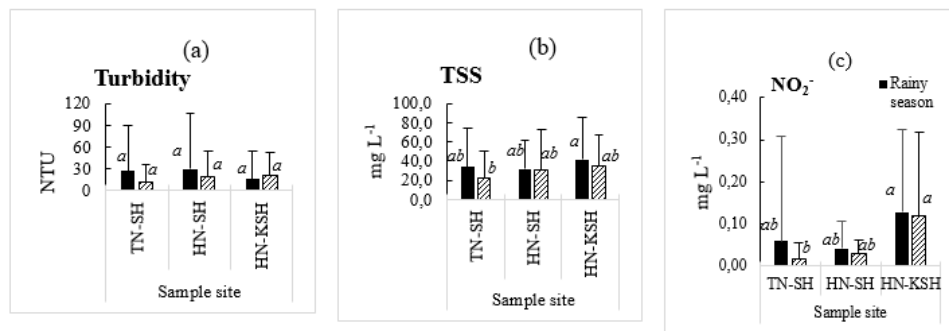 (a)
Turbidity
120
90
60
30
0
NTU
a
a
a
a
a
a
TN-SH
HN-SH
HN-KSH
Sample site
(b)
TSS
100,0
80,0
60,0
40,0
20,0
0,0
mg L-1
ab
b
ab
ab
a
ab
TN-SH
HN-SH
HN-KSH
Sample site
(c)
NO2-
Rainy
season
0,40
0,30
0,20
0,10
0,00
mg L-1
ab
b
ab
ab
a
a
TN-SH
HN-SH
HN-KSH
Sample site